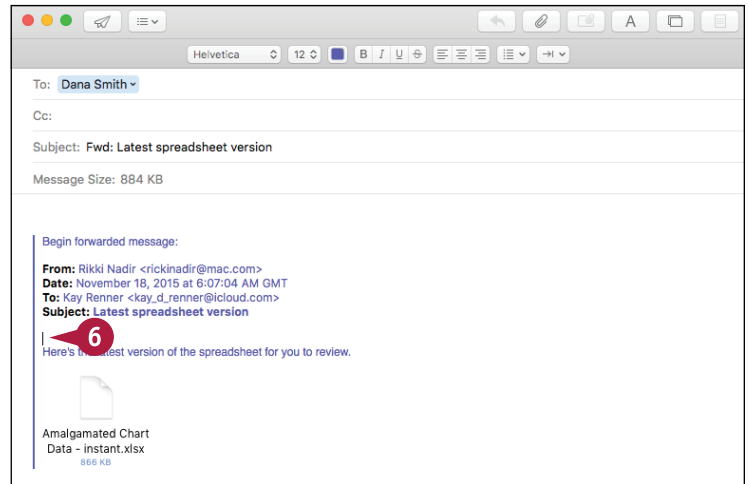 Helvetica 12 B I U S
To: Dana Smith
Cc:
Subject: Fwd: Latest spreadsheet version
Message Size: 884 KB
Begin forwarded message:
From: Rikki Nadir <rickinadir@mac.com>
Date: November 18, 2015 at 6:07:04 AM GMT
To: Kay Renner <kay_d_renner@icloud.com>
Subject: Latest spreadsheet version
6
Here's the latest version of the spreadsheet for you to review.
Amalgamated Chart
Data - instant.xlsx
866 KB